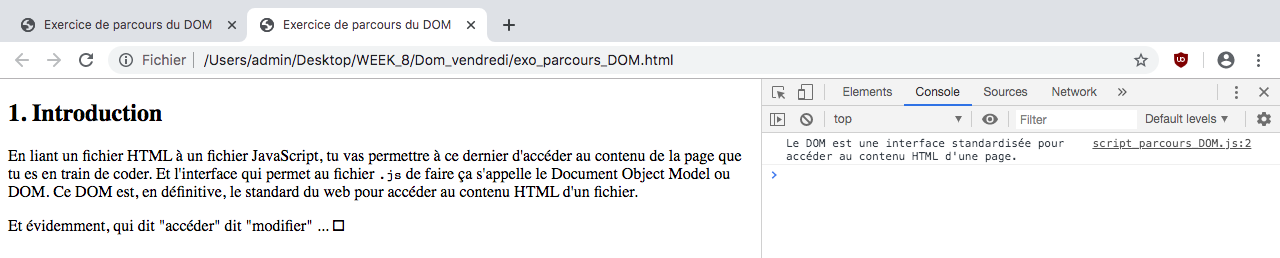 Exercice de parcours du DOM
Exercice de parcours du DOM
Fichier | /Users/admin/Desktop/WEEK_8/Dom_vendredi/exo_parcours_DOM.html
1. Introduction
En liant un fichier HTML à un fichier JavaScript, tu vas permettre à ce dernier d'accéder au contenu de la page que
tu es en train de coder. Et l'interface qui permet au fichier .js de faire ça s'appelle le Document Object Model ou
DOM. Ce DOM est, en définitive, le standard du web pour accéder au contenu HTML d'un fichier.
Et évidemment, qui dit "accéder" dit "modifier" ... □
Elements Console Sources Network »
top Filter Default levels
Le DOM est une interface standardisée pour script parcours DOM.js:2
accéder au contenu HTML d'une page.